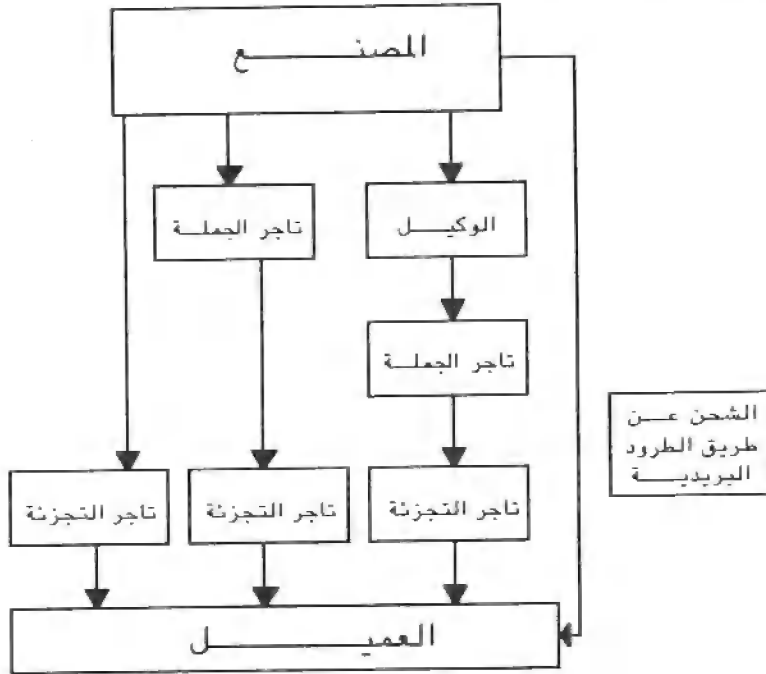 المصنع
الوكيل
تاجر الجملة
تاجر الجملة
الشحن عن
طريق الطرود
البريدية
تاجر التجزئة
تاجر التجزئة
تاجر التجزئة
العميل